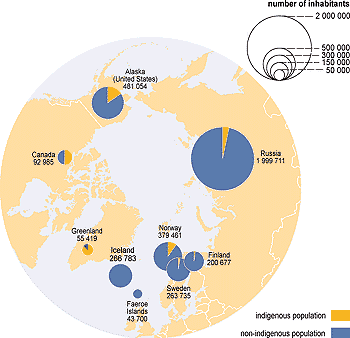 number of inhabitants
2 000 000
500 000
300 000
150 000
50 000
Alaska
(United States)
481 054
Canada
92 985
Russia
1 999 711
Greenland
55 419
Iceland
266 783
Norway
379 461
Finland
200 677
Sweden
263 735
Faeroe
Islands
43 700
indigenous population
non-indigenous population